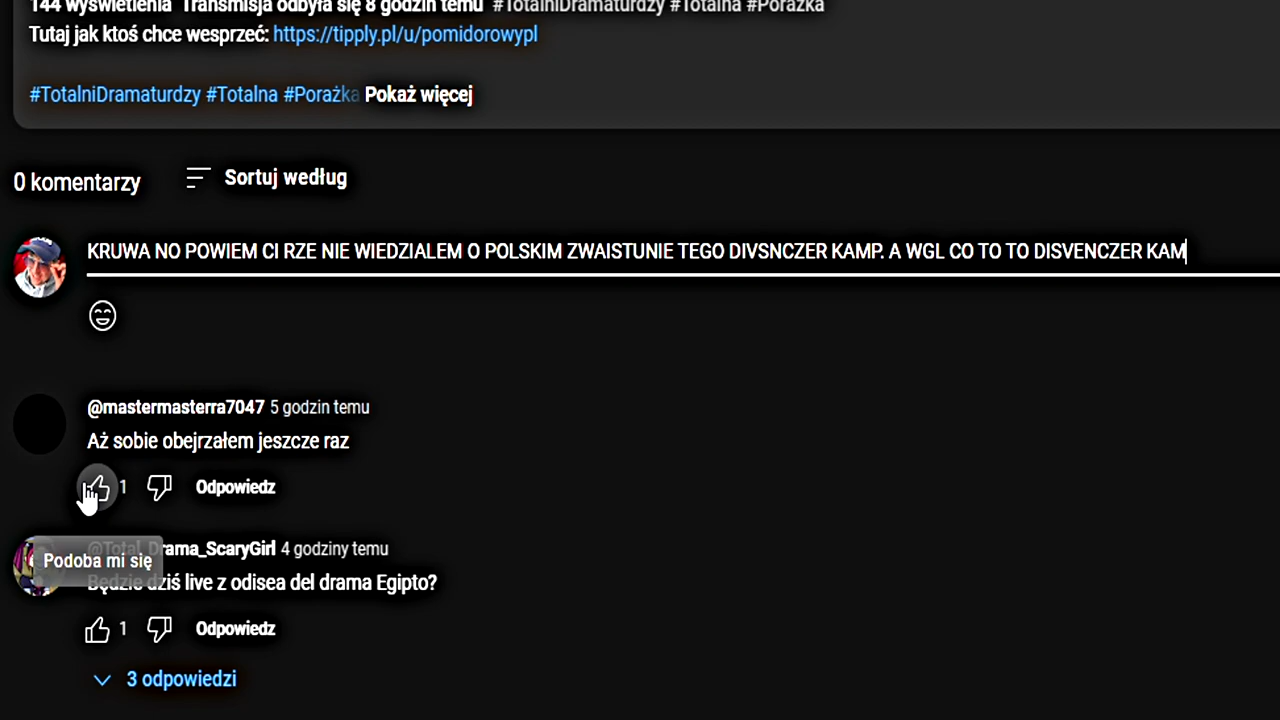 144 wyświetlenia Transmisja odbyła się 8 godzin temu #TotalniDramaturdzy #Totalna #Porażka
Tutaj jak ktoś chce wesprzeć: https://tipply.pl/u/pomidorowypl
#TotalniDramaturdzy #Totalna #Porażka Pokaż więcej
0 komentarzy Sortuj według
KRUWA NO POWIEM CI RZE NIE WIEDZIALEM O POLSKIM ZWAISTUNIE TEGO DIVSNCZER KAMP. A WGL CO TO TO DISVENCZER KAM
@mastermasterra7047 5 godzin temu
Aż sobie obejrzałem jeszcze raz
1 Odpowiedz
@Total_Drama_ScaryGirl 4 godziny temu
Podoba mi się
Będzie dziś live z odisea del drama Egipto?
1 Odpowiedz
3 odpowiedzi